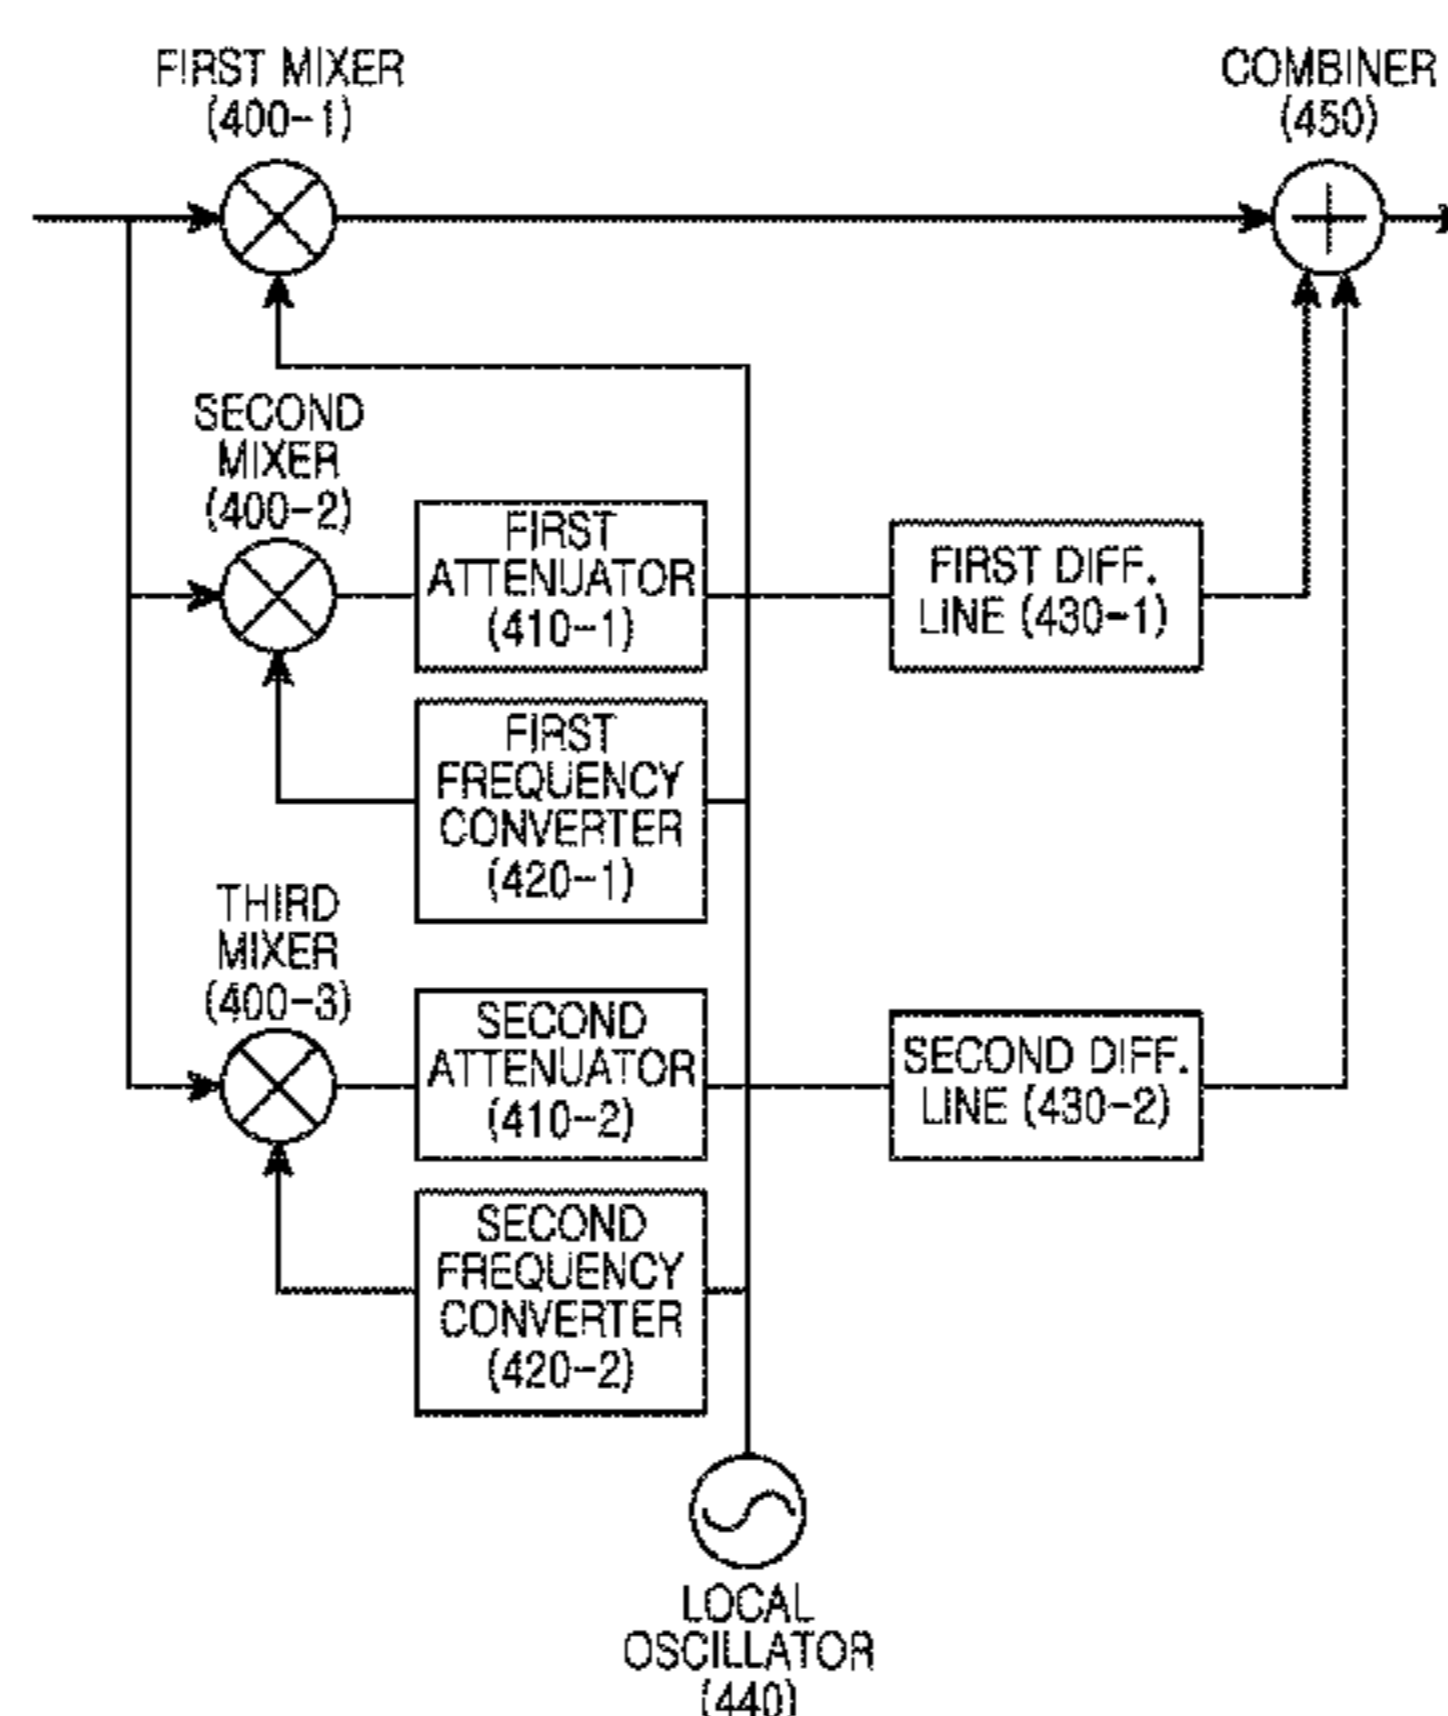 FIRST MIXER
(400-1)
COMBINER
(450)
SECOND
MIXER
(400-2)
FIRST
ATTENUATOR
(410-1)
FIRST DIFF.
LINE (430-1)
FIRST
FREQUENCY
CONVERTER
(420-1)
THIRD
MIXER
(400-3)
SECOND
ATTENUATOR
(410-2)
SECOND DIFF.
LINE (430-2)
SECOND
FREQUENCY
CONVERTER
(420-2)
LOCAL
OSCILLATOR
(440)